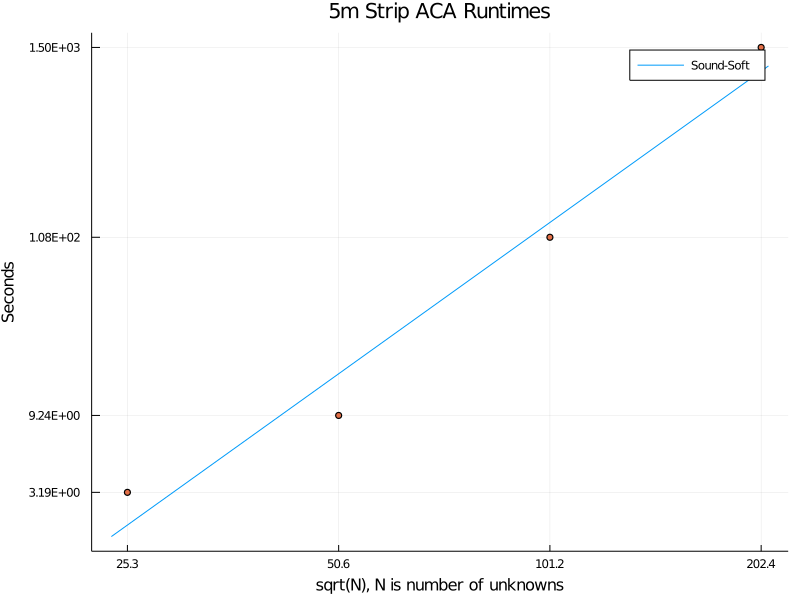 5m Strip ACA Runtimes
1.50E+03
Sound-Soft
1.08E+02
Seconds
9.24E+00
3.19E+00
25.3 50.6 101.2 202.4
sqrt(N), N is number of unknowns